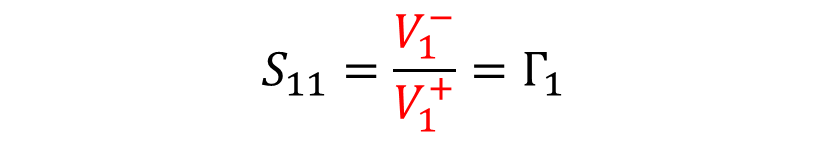 S₁₁ = V₁⁻ / V₁⁺ = Γ₁